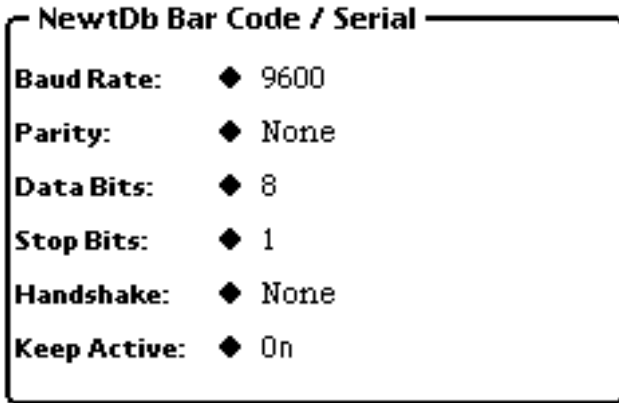 NewtDb Bar Code / Serial
Baud Rate: ◆ 9600
Parity: ◆ None
Data Bits: ◆ 8
Stop Bits: ◆ 1
Handshake: ◆ None
Keep Active: ◆ On